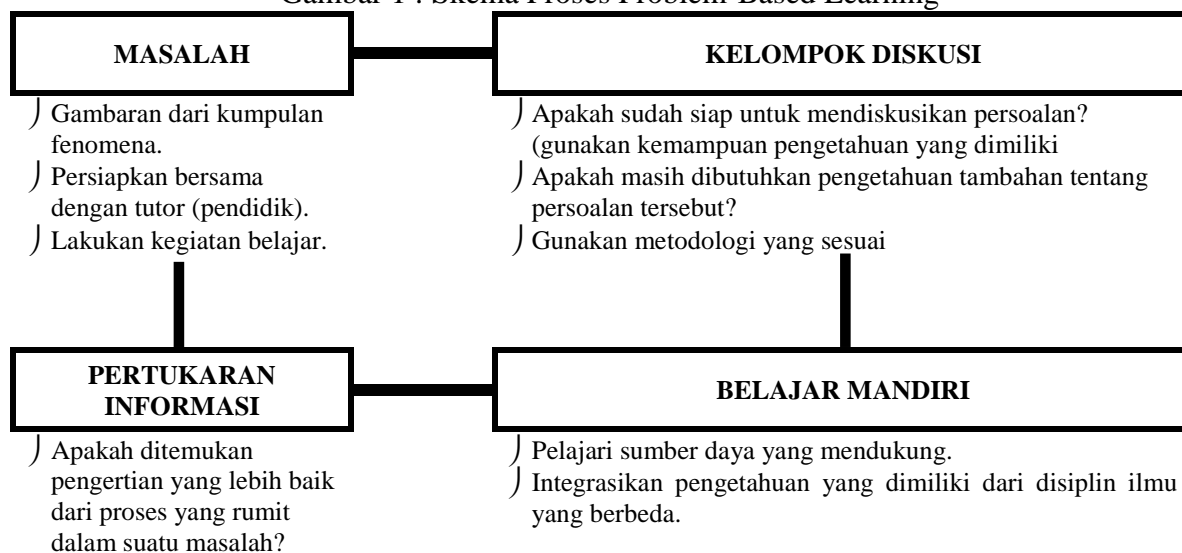 Gambar 1 : Skema Proses Problem-Based Learning
MASALAH
⎠ Gambaran dari kumpulan
fenomena.
⎠ Persiapkan bersama
dengan tutor (pendidik).
⎠ Lakukan kegiatan belajar.
KELOMPOK DISKUSI
⎠ Apakah sudah siap untuk mendiskusikan persoalan?
(gunakan kemampuan pengetahuan yang dimiliki
⎠ Apakah masih dibutuhkan pengetahuan tambahan tentang
persoalan tersebut?
⎠ Gunakan metodologi yang sesuai
PERTUKARAN
INFORMASI
⎠ Apakah ditemukan
pengertian yang lebih baik
dari proses yang rumit
dalam suatu masalah?
BELAJAR MANDIRI
⎠ Pelajari sumber daya yang mendukung.
⎠ Integrasikan pengetahuan yang dimiliki dari disiplin ilmu
yang berbeda.